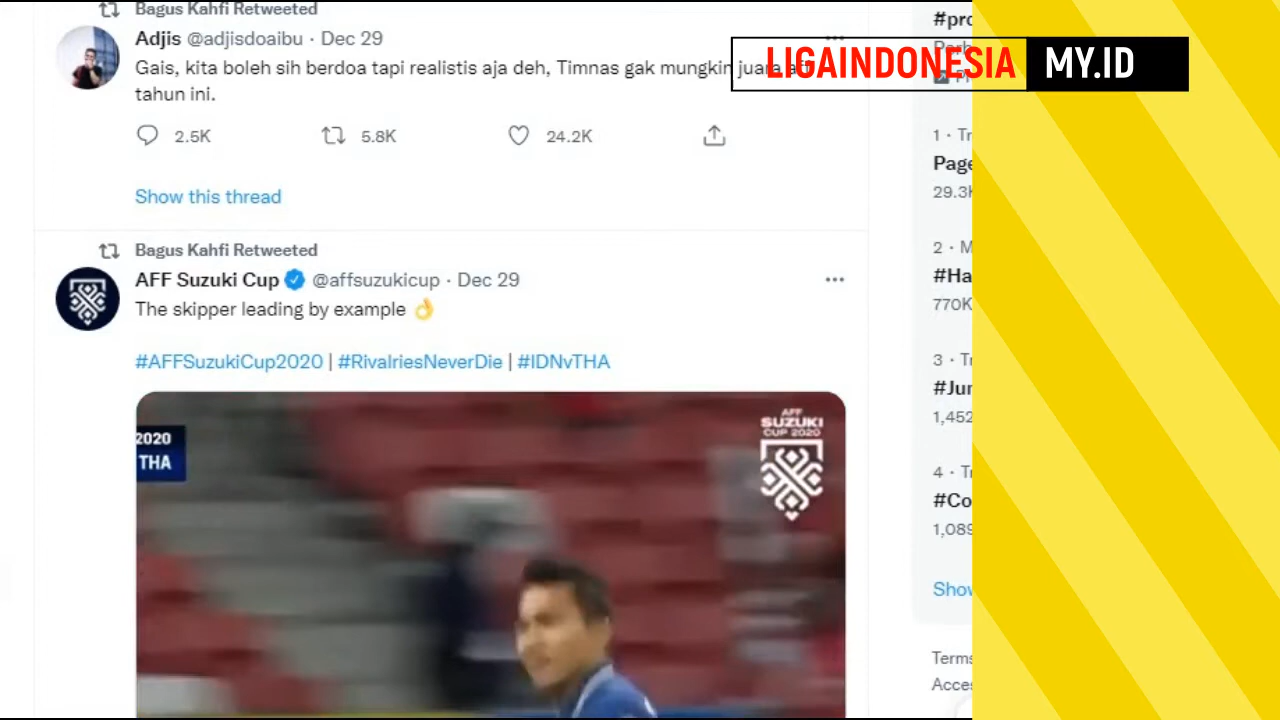 Bagus Kahfi Retweeted
Adjis @adjisdoaibu · Dec 29
Gais, kita boleh sih berdoa tapi realistis aja deh, Timnas gak mungkin juara aff
tahun ini.
2.5K 5.8K 24.2K
Show this thread
Bagus Kahfi Retweeted
AFF Suzuki Cup @affsuzukicup · Dec 29
The skipper leading by example 👌
#AFFSuzukiCup2020 | #RivalriesNeverDie | #IDNvTHA
2020
THA
AFF
SUZUKI
CUP 2020
LIGAINDONESIA MY.ID
1 · Tr
Page
29.3K
2 · M
#Ha
770K
3 · Tr
#Jur
1,452
4 · Tr
#Co
1,089
Show
Terms